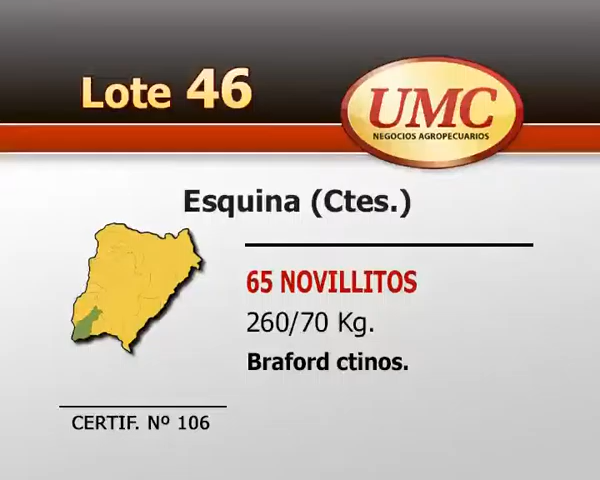 Lote 46
UMC
NEGOCIOS AGROPECUARIOS
Esquina (Ctes.)
65 NOVILLITOS
260/70 Kg.
Braford ctinos.
CERTIF. Nº 106